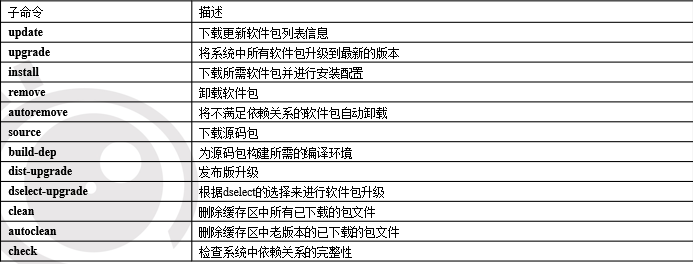 子命令 描述
update 下载更新软件包列表信息
upgrade 将系统中所有软件包升级到最新的版本
install 下载所需软件包并进行安装配置
remove 卸载软件包
autoremove 将不满足依赖关系的软件包自动卸载
source 下载源码包
build-dep 为源码包构建所需的编译环境
dist-upgrade 发布版升级
dselect-upgrade 根据dselect的选择来进行软件包升级
clean 删除缓存区中所有已下载的包文件
autoclean 删除缓存区中老版本的已下载的包文件
check 检查系统中依赖关系的完整性